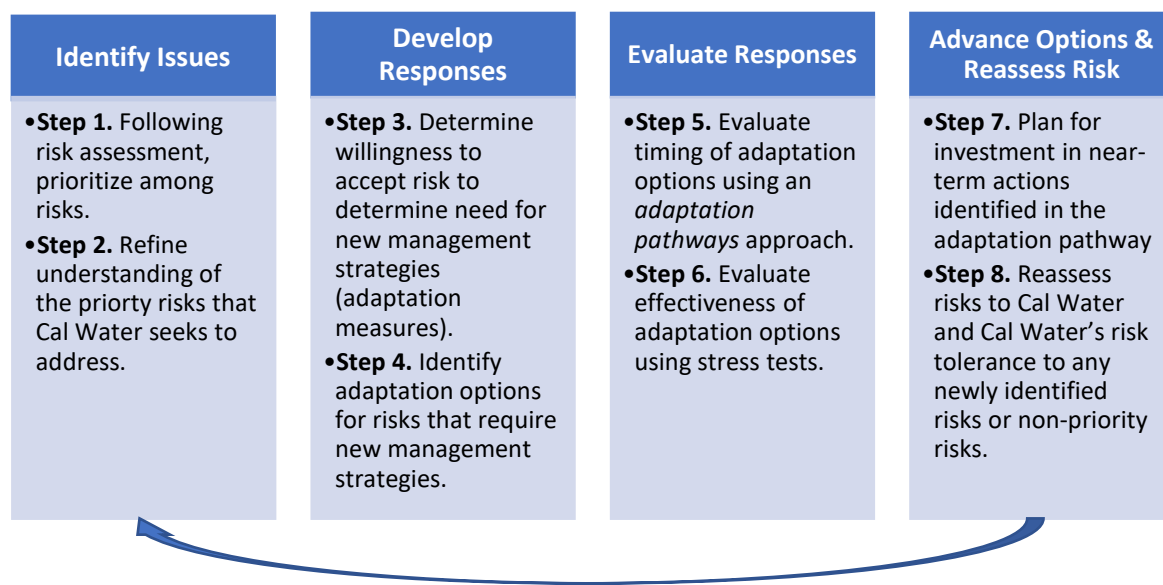 Identify Issues
•Step 1. Following
risk assessment,
prioritize among
risks.
•Step 2. Refine
understanding of
the priorty risks that
Cal Water seeks to
address.
Develop
Responses
•Step 3. Determine
willingness to
accept risk to
determine need for
new management
strategies
(adaptation
measures).
•Step 4. Identify
adaptation options
for risks that require
new management
strategies.
Evaluate Responses
•Step 5. Evaluate
timing of adaptation
options using an
adaptation
pathways approach.
•Step 6. Evaluate
effectiveness of
adaptation options
using stress tests.
Advance Options &
Reassess Risk
•Step 7. Plan for
investment in near-
term actions
identified in the
adaptation pathway
•Step 8. Reassess
risks to Cal Water
and Cal Water’s risk
tolerance to any
newly identified
risks or non-priority
risks.